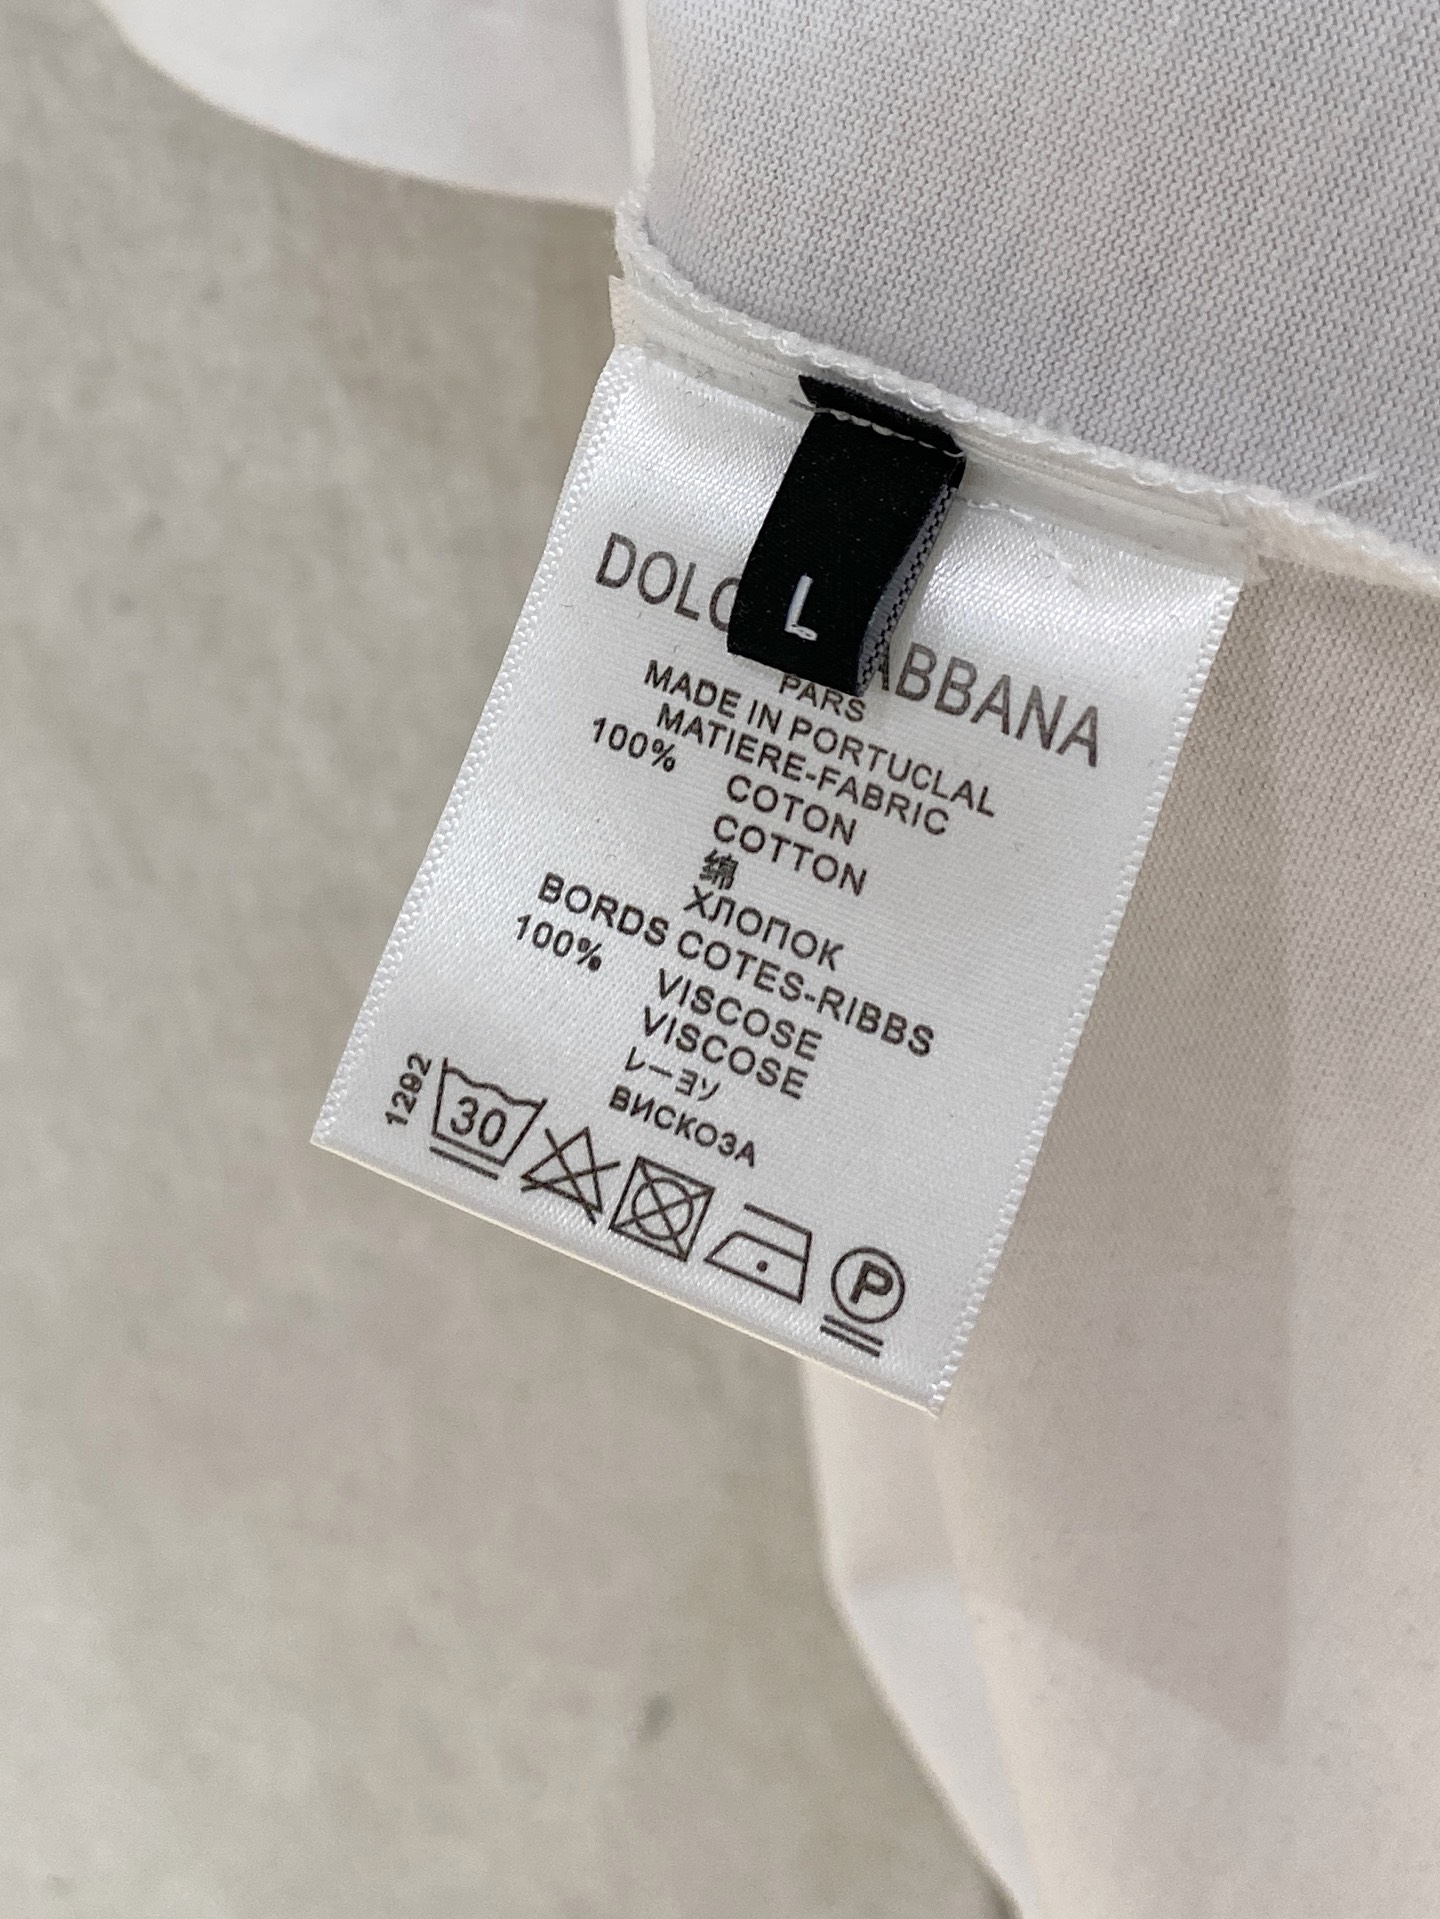 L
DOLC ABBANA
PARS
MADE IN PORTUCLAL
MATIERE-FABRIC
100%
COTON
COTTON
绵
ХЛОПОК
BORDS COTES-RIBBS
100%
VISCOSE
VISCOSE
レーヨソ
ВИСКОЗА
1292
30
P